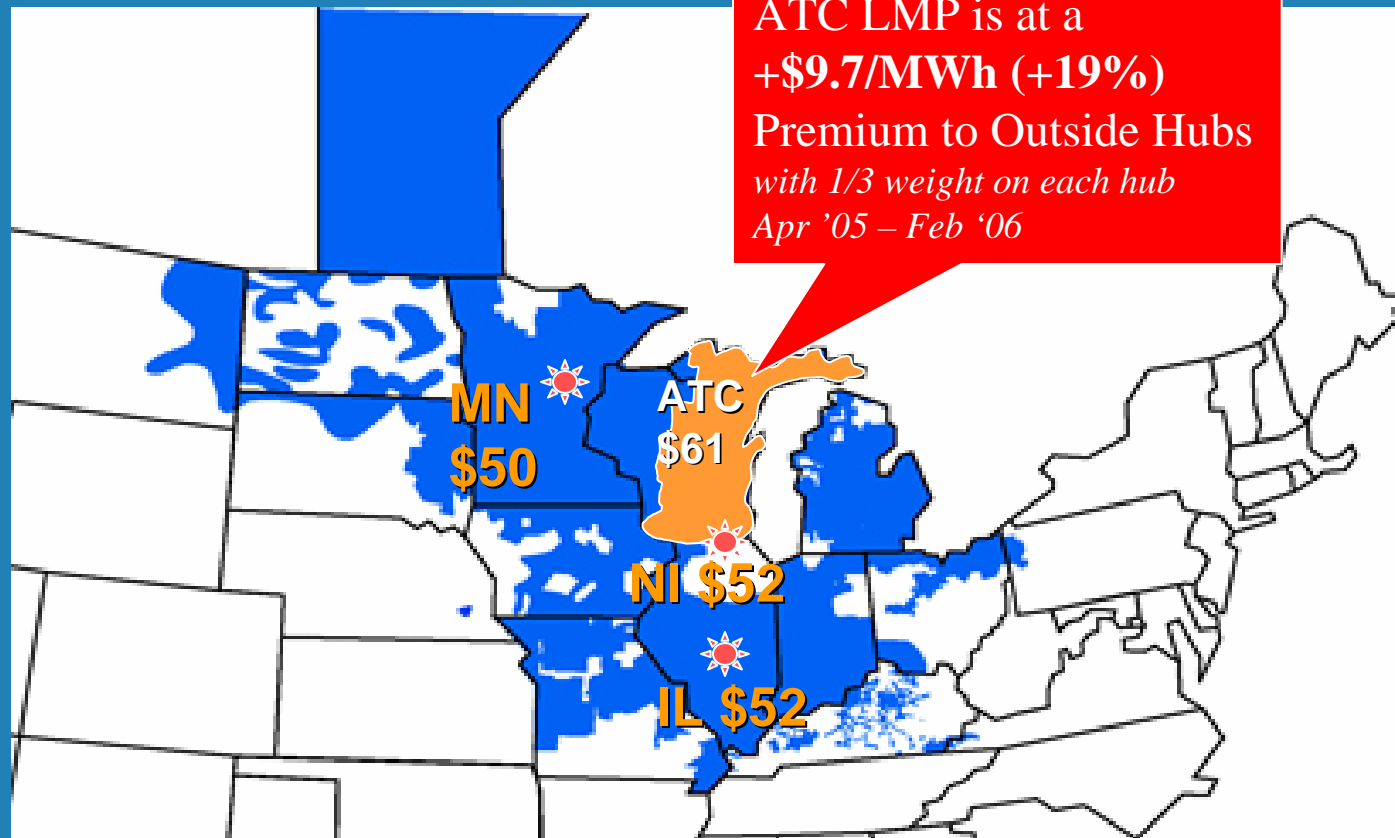 ATC LMP is at a
+$9.7/MWh (+19%)
Premium to Outside Hubs
with 1/3 weight on each hub
Apr ’05 – Feb ‘06
MN
$50
ATC
$61
NI $52
IL $52